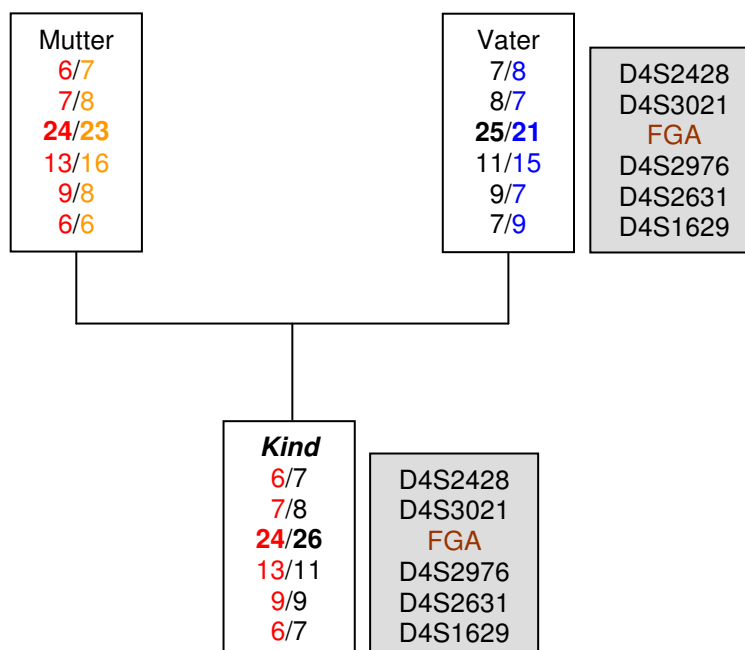 Mutter
6/7
7/8
24/23
13/16
9/8
6/6
Vater
7/8
8/7
25/21
11/15
9/7
7/9
D4S2428
D4S3021
FGA
D4S2976
D4S2631
D4S1629
Kind
6/7
7/8
24/26
13/11
9/9
6/7
D4S2428
D4S3021
FGA
D4S2976
D4S2631
D4S1629